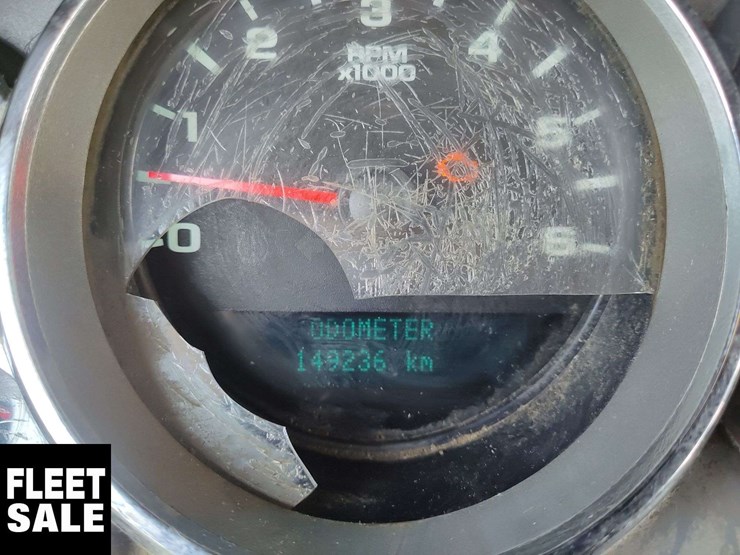 3
2 4
RPM
x1000
1 5
0 6
ODOMETER
149236 km
FLEET
SALE